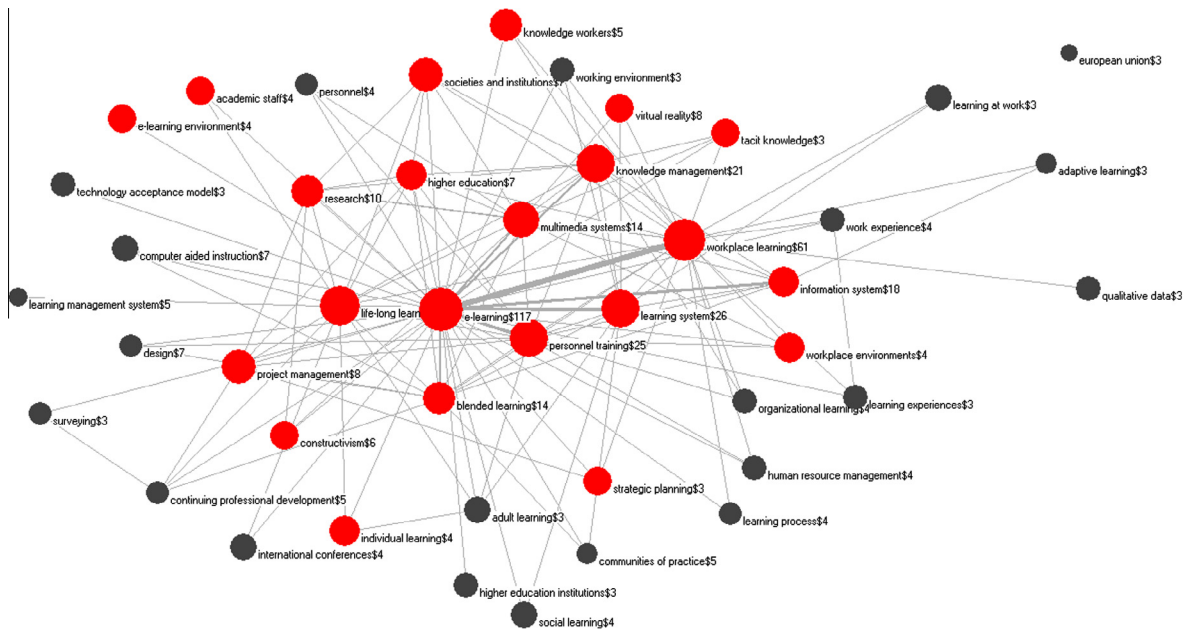 knowledge workers$5
european union$3
societies and institutions$7
working environment$3
personnel$4
academic staff$4
learning at work$3
virtual reality$8
e-learning environment$4
tacit knowledge$3
knowledge management$21
adaptive learning$3
higher education$7
technology acceptance model$3
research$10
multimedia systems$14
work experience$4
workplace learning$61
computer aided instruction$7
information system$18
qualitative data$3
learning management system$5
life-long learn
e-learning$117
learning system$26
personnel training$25
design$7
workplace environments$4
project management$8
blended learning$14
organizational learning$4
learning experiences$3
surveying$3
constructivism$6
human resource management$4
strategic planning$3
continuing professional development$5
adult learning$3
learning process$4
individual learning$4
international conferences$4
communities of practice$5
higher education institutions$3
social learning$4